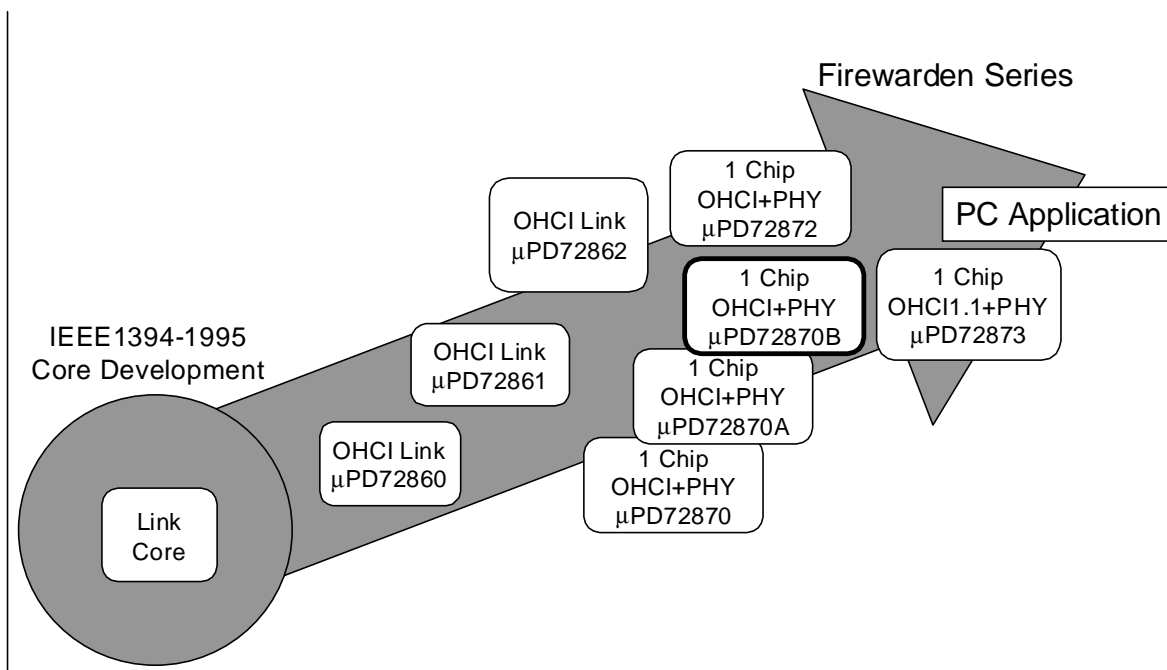 Firewarden Series
1 Chip
OHCI+PHY
μPD72872
OHCI Link
μPD72862
PC Application
1 Chip
OHCI+PHY
μPD72870B
1 Chip
OHCI1.1+PHY
μPD72873
IEEE1394-1995
Core Development
OHCI Link
μPD72861
1 Chip
OHCI+PHY
μPD72870A
OHCI Link
μPD72860
1 Chip
OHCI+PHY
μPD72870
Link
Core